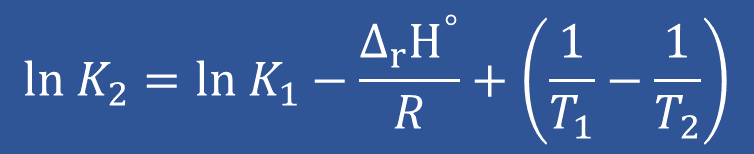 ln K₂ = ln K₁ − ΔᵣH° / R + (1/T₁ − 1/T₂)